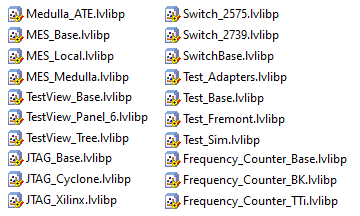 Medulla_ATE.lvlibp
MES_Base.lvlibp
MES_Local.lvlibp
MES_Medulla.lvlibp
TestView_Base.lvlibp
TestView_Panel_6.lvlibp
TestView_Tree.lvlibp
JTAG_Base.lvlibp
JTAG_Cyclone.lvlibp
JTAG_Xilinx.lvlibp
Switch_2575.lvlibp
Switch_2739.lvlibp
SwitchBase.lvlibp
Test_Adapters.lvlibp
Test_Base.lvlibp
Test_Fremont.lvlibp
Test_Sim.lvlibp
Frequency_Counter_Base.lvlibp
Frequency_Counter_BK.lvlibp
Frequency_Counter_TTi.lvlibp